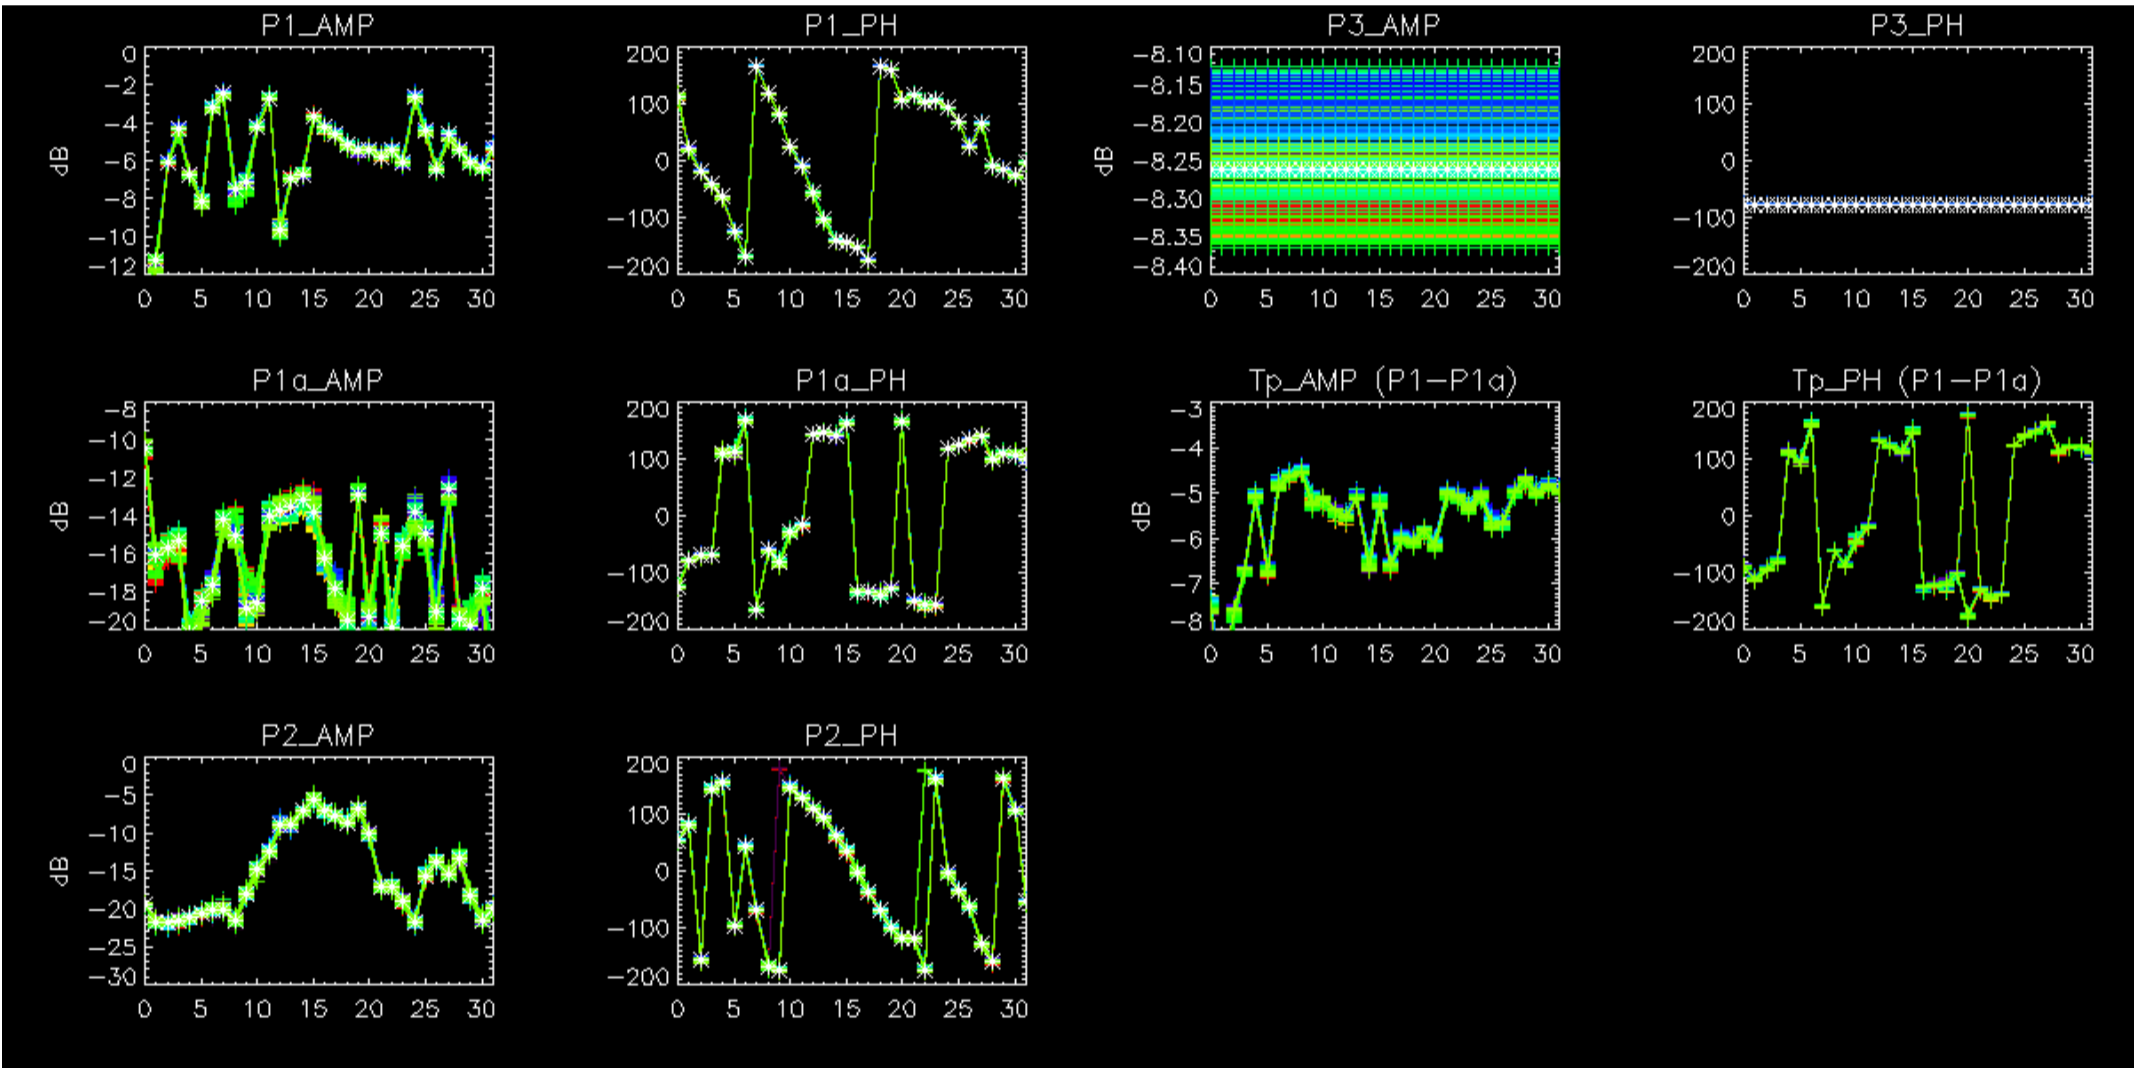 P1_AMP
dB
0
−2
−4
−6
−8
−10
−12
0 5 10 15 20 25 30
P1_PH
200
100
0
−100
−200
0 5 10 15 20 25 30
P3_AMP
dB
−8.10
−8.15
−8.20
−8.25
−8.30
−8.35
−8.40
0 5 10 15 20 25 30
P3_PH
200
100
0
−100
−200
0 5 10 15 20 25 30
P1a_AMP
dB
−8
−10
−12
−14
−16
−18
−20
0 5 10 15 20 25 30
P1a_PH
200
100
0
−100
−200
0 5 10 15 20 25 30
Tp_AMP (P1−P1a)
dB
−3
−4
−5
−6
−7
−8
0 5 10 15 20 25 30
Tp_PH (P1−P1a)
200
100
0
−100
−200
0 5 10 15 20 25 30
P2_AMP
dB
0
−5
−10
−15
−20
−25
−30
0 5 10 15 20 25 30
P2_PH
200
100
0
−100
−200
0 5 10 15 20 25 30